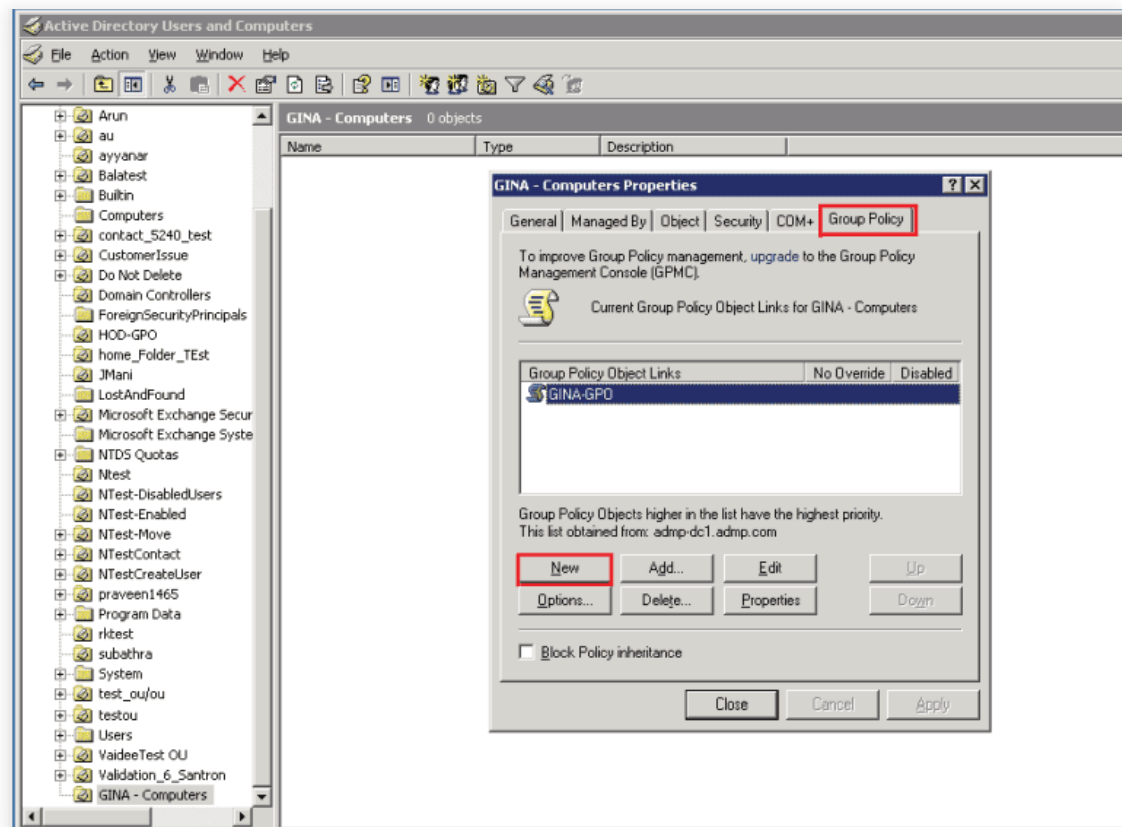 Active Directory Users and Computers
File Action View Window Help
Arun
au
ayyanar
Balatest
Builtin
Computers
contact_5240_test
CustomerIssue
Do Not Delete
Domain Controllers
ForeignSecurityPrincipals
HOD-GPO
home_Folder_TEst
JMani
LostAndFound
Microsoft Exchange Secur
Microsoft Exchange Syste
NTDS Quotas
Ntest
NTest-DisabledUsers
NTest-Enabled
NTest-Move
NTestContact
NTestCreateUser
praveen1465
Program Data
rktest
subathra
System
test_ou/ou
testou
Users
VaideeTest OU
Validation_6_Santron
GINA - Computers
GINA - Computers 0 objects
Name Type Description
GINA - Computers Properties
General Managed By Object Security COM+ Group Policy
To improve Group Policy management, upgrade to the Group Policy
Management Console (GPMC).
Current Group Policy Object Links for GINA - Computers
Group Policy Object Links No Override Disabled
GINA-GPO
Group Policy Objects higher in the list have the highest priority.
This list obtained from: admp-dc1.admp.com
New Add... Edit Up
Options... Delete... Properties Down
Block Policy inheritance
Close Cancel Apply